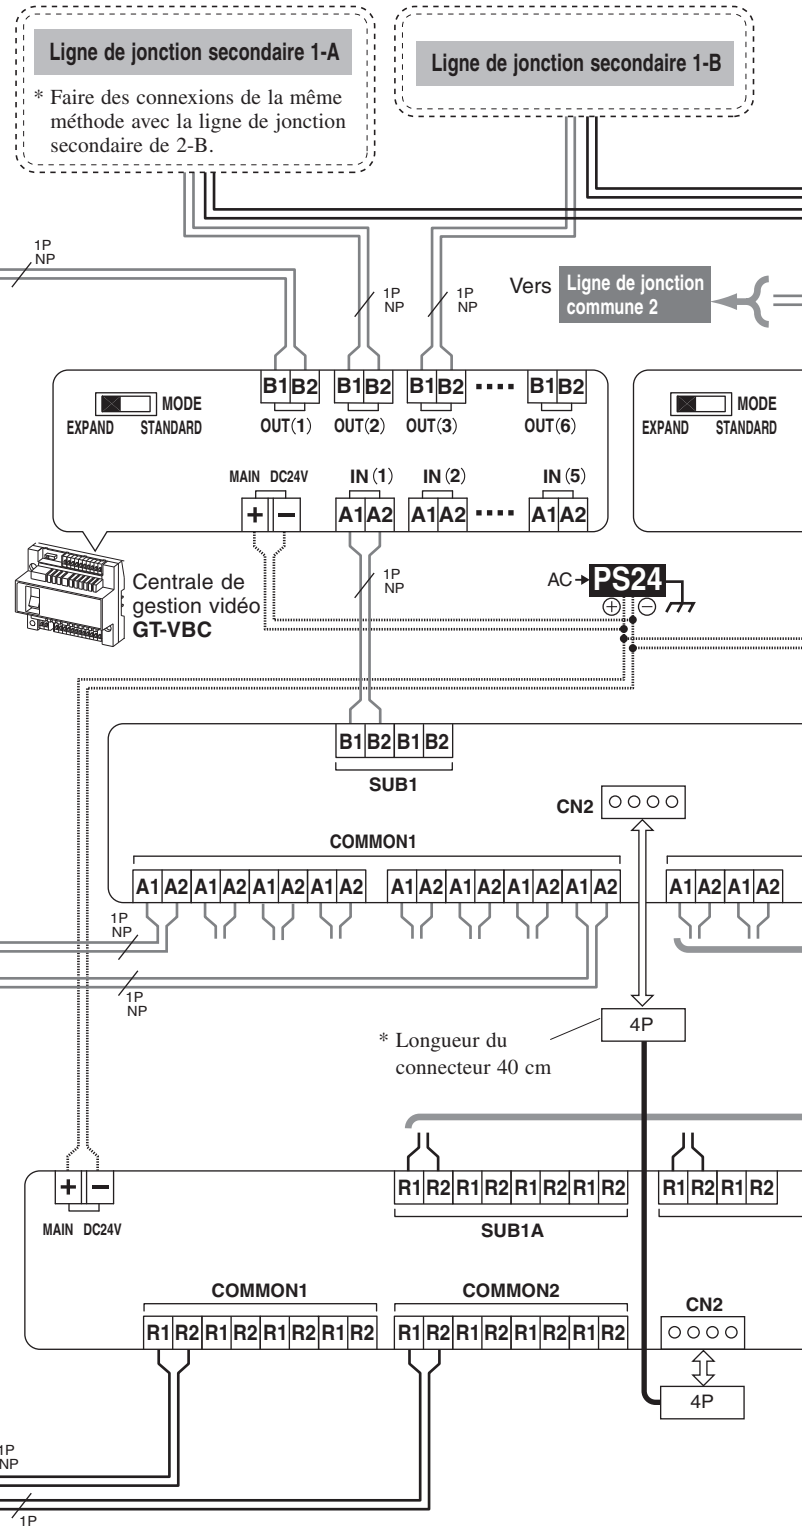 Ligne de jonction secondaire 1-A
* Faire des connexions de la même
méthode avec la ligne de jonction
secondaire de 2-B.
Ligne de jonction secondaire 1-B
1P
NP
1P
NP
1P
NP
Vers
Ligne de jonction
commune 2
B1 B2 B1 B2 B1 B2 B1 B2
MODE
EXPAND STANDARD
OUT(1) OUT(2) OUT(3) OUT(6)
MODE
EXPAND STANDARD
MAIN DC24V
IN (1) IN (2) IN (5)
+ −
A1 A2 A1 A2 A1 A2
Centrale de
gestion vidéo
GT-VBC
1P
NP
AC PS24
+ −
B1 B2 B1 B2
SUB1
CN2
COMMON1
A1 A2 A1 A2 A1 A2 A1 A2 A1 A2 A1 A2 A1 A2 A1 A2 A1 A2 A1 A2
1P
NP
1P
NP
4P
* Longueur du
connecteur 40 cm
+ −
MAIN DC24V
R1 R2 R1 R2 R1 R2 R1 R2 R1 R2 R1 R2
SUB1A
COMMON1 COMMON2
CN2
R1 R2 R1 R2 R1 R2 R1 R2 R1 R2 R1 R2 R1 R2 R1 R2
4P
1P
NP
1P